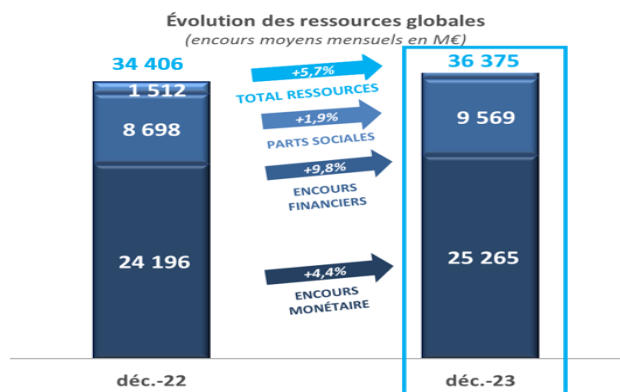 Évolution des ressources globales
(encours moyens mensuels en M€)
34 406
1 512
8 698
24 196
+5,7%
TOTAL RESSOURCES
+1,9%
PARTS SOCIALES
+9,8%
ENCOURS
FINANCIERS
+4,4%
ENCOURS
MONÉTAIRE
36 375
9 569
25 265
déc.-22
déc.-23